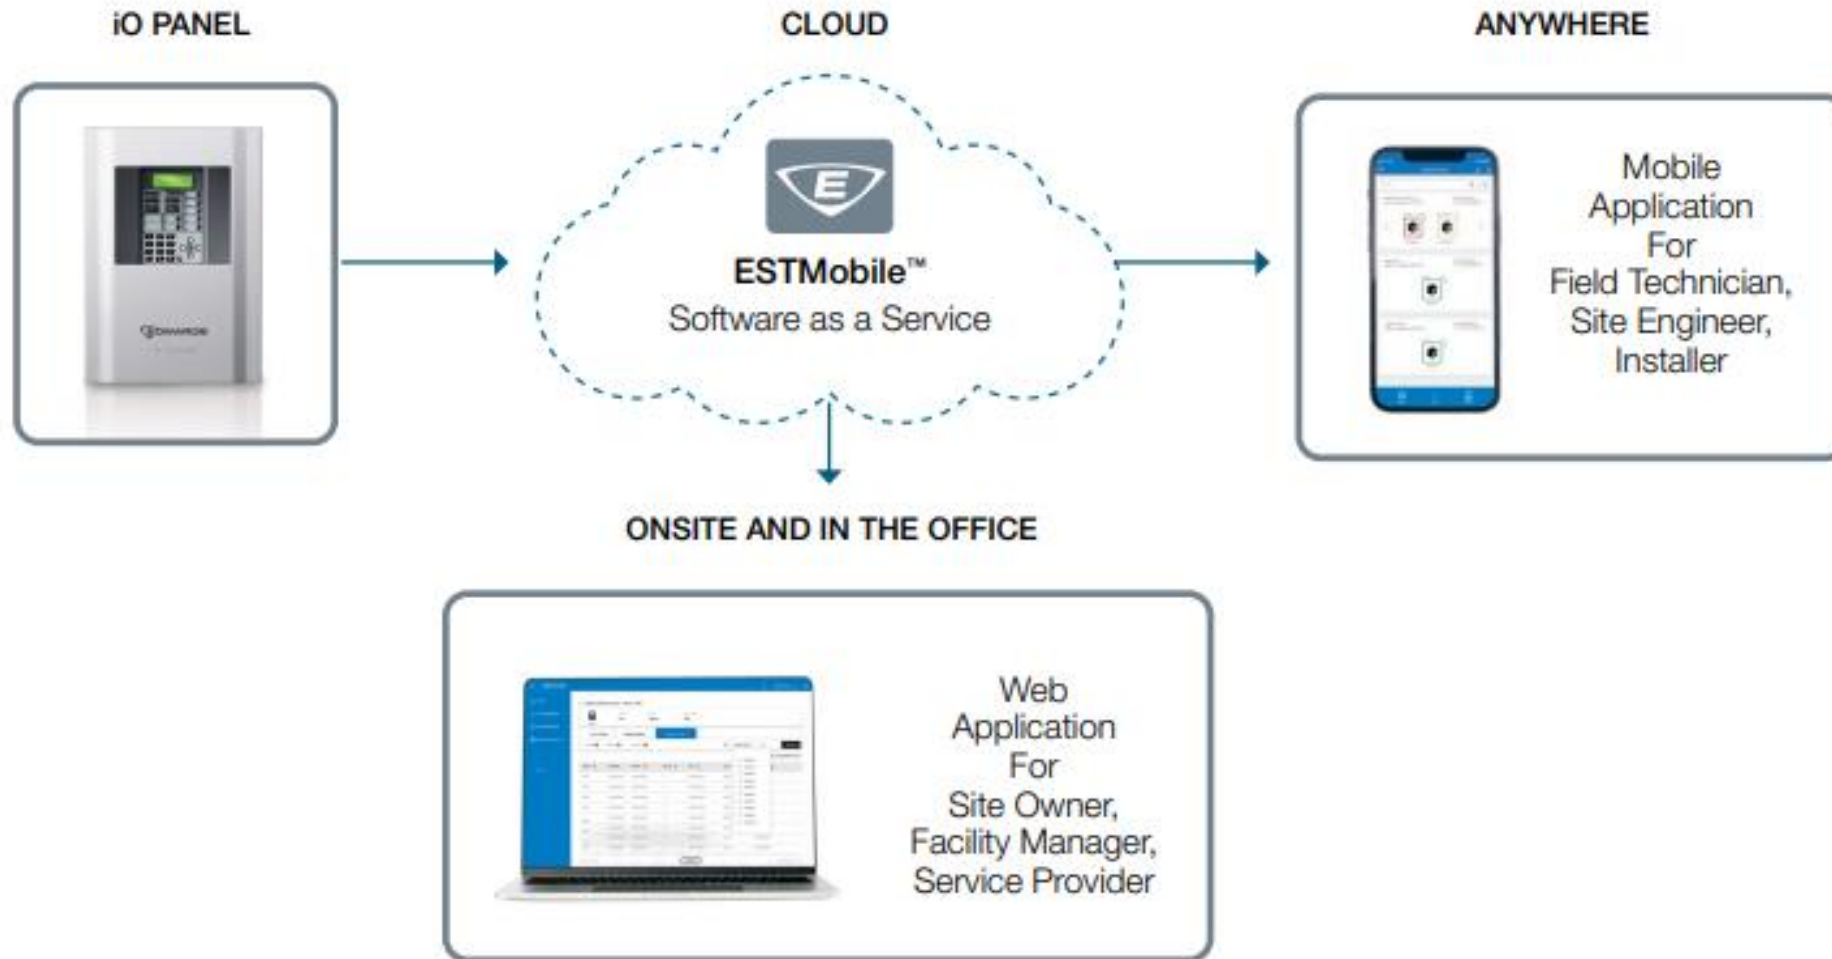 iO PANEL
CLOUD
ANYWHERE
EDWARDS
E
ESTMobile™
Software as a Service
Mobile
Application
For
Field Technician,
Site Engineer,
Installer
ONSITE AND IN THE OFFICE
Web
Application
For
Site Owner,
Facility Manager,
Service Provider